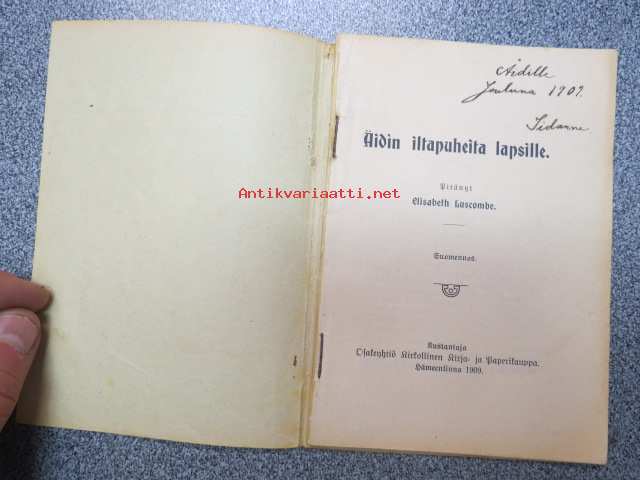 Äidille
Jouluna 1909.
Äidin iltapuheita lapsille.
Antikvariaatti.net
Pitänyt
Elisabeth Luscombe.
Suomennos.
Kustantaja
Osakeyhtiö Kirkollinen Kirja- ja Paperikauppa.
Hämeenlinna 1909.